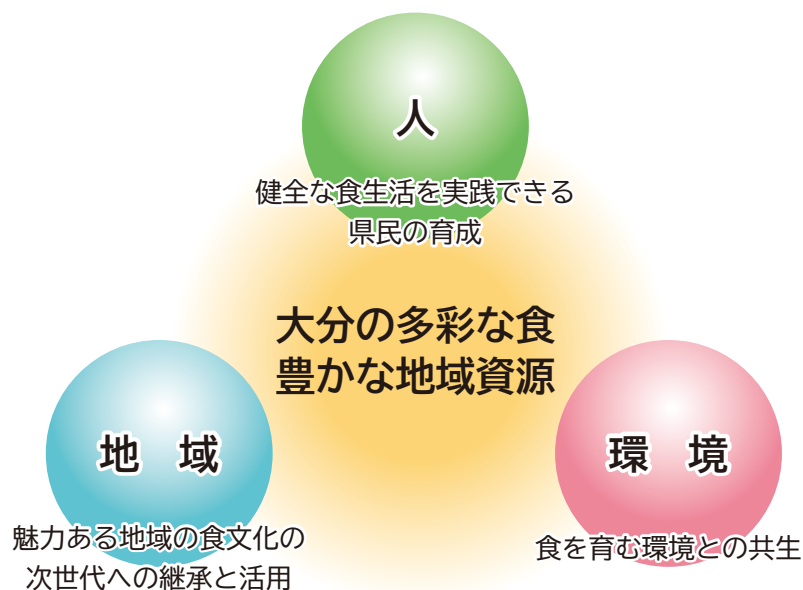 人
健全な食生活を実践できる
県民の育成
大分の多彩な食
豊かな地域資源
地　域
魅力ある地域の食文化の
次世代への継承と活用
環　境
食を育む環境との共生